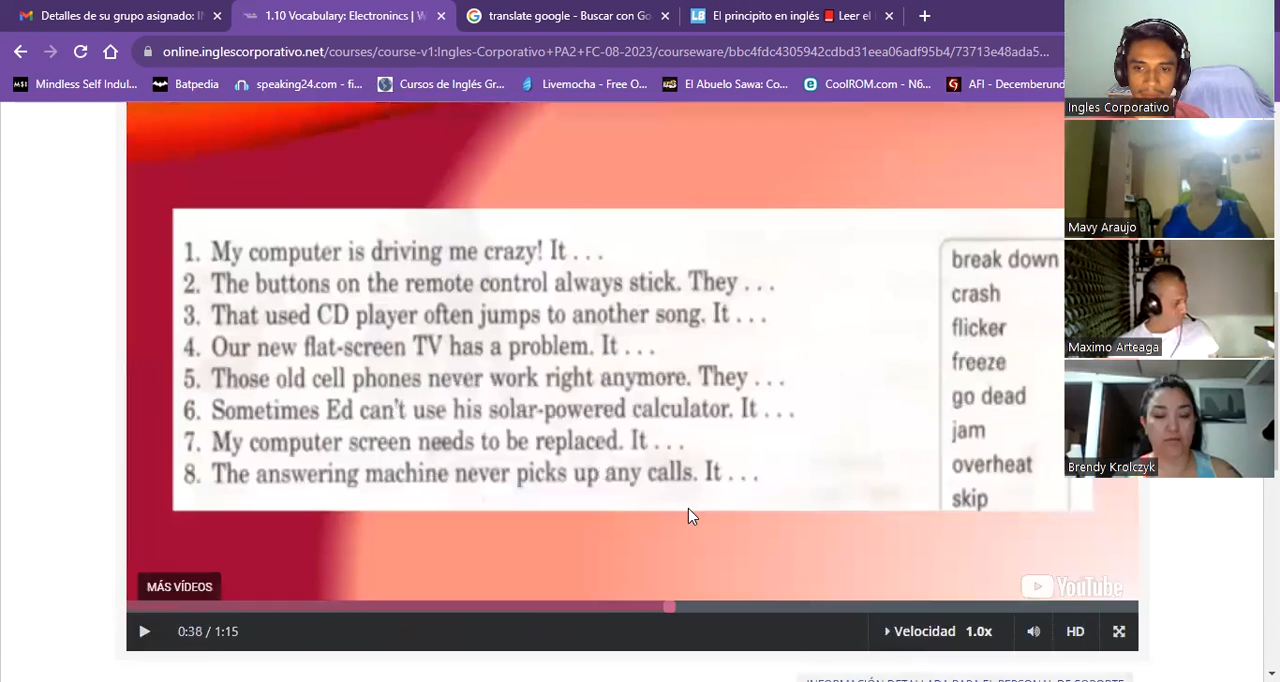 Detalles de su grupo asignado: I
1.10 Vocabulary: Electronincs | W
translate google - Buscar con Go
El principito en inglés 📕 Leer el l
online.inglescorporativo.net/courses/course-v1:Ingles-Corporativo+PA2+FC-08-2023/courseware/bbc4fdc4305942cdbd31eea06adf95b4/73713e48ada5...
Mindless Self Indul...
Batpedia
speaking24.com - fi...
Cursos de Inglés Gr...
Livemocha - Free O...
El Abuelo Sawa: Co...
CoolROM.com - N6...
AFI - Decemberund
1. My computer is driving me crazy! It . . .
2. The buttons on the remote control always stick. They . . .
3. That used CD player often jumps to another song. It . . .
4. Our new flat-screen TV has a problem. It . . .
5. Those old cell phones never work right anymore. They . . .
6. Sometimes Ed can't use his solar-powered calculator. It . . .
7. My computer screen needs to be replaced. It . . .
8. The answering machine never picks up any calls. It . . .
break down
crash
flicker
freeze
go dead
jam
overheat
skip
Ingles Corporativo
Mavy Araujo
Maximo Arteaga
Brendy Krolczyk
MÁS VÍDEOS
YouTube
0:38 / 1:15
Velocidad 1.0x
HD
INFORMACIÓN DETALLADA PARA EL PERSONAL DE SOPORTE